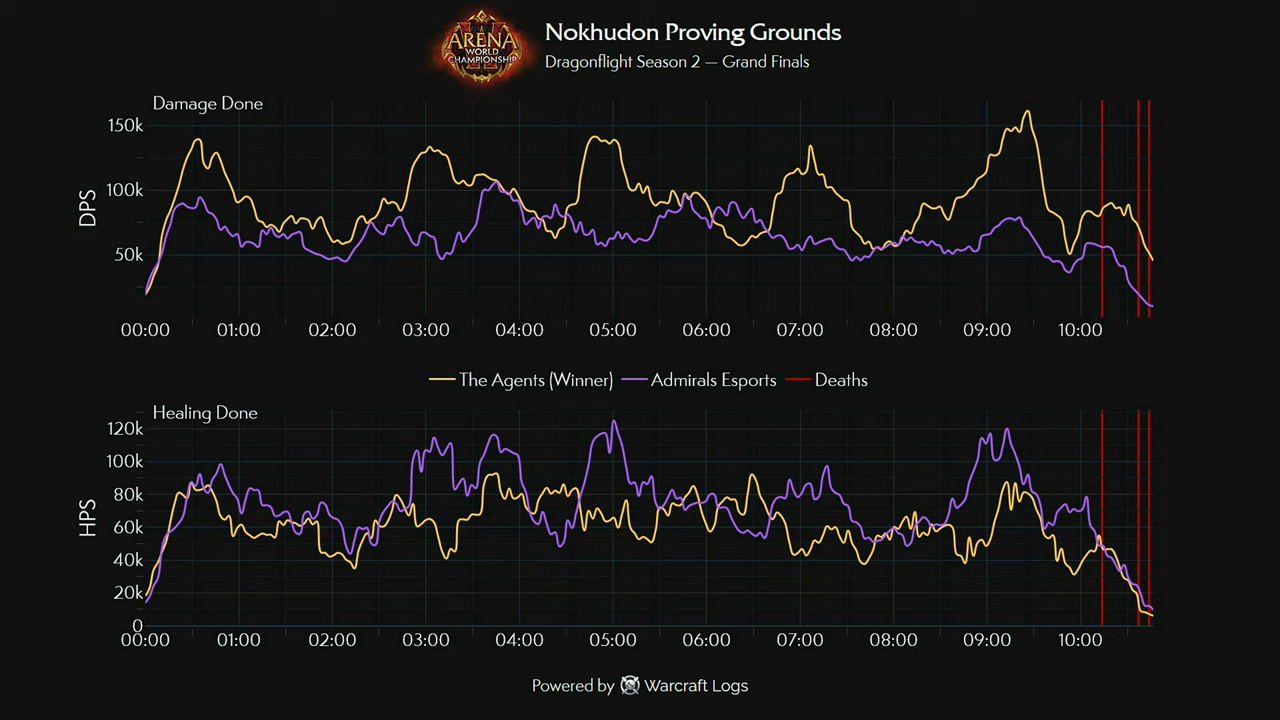 ARENA
WORLD
CHAMPIONSHIP
Nokhudon Proving Grounds
Dragonflight Season 2 — Grand Finals
Damage Done
150k
100k
50k
DPS
00:00 01:00 02:00 03:00 04:00 05:00 06:00 07:00 08:00 09:00 10:00
The Agents (Winner) Admirals Esports Deaths
Healing Done
120k
100k
80k
60k
40k
20k
0
HPS
00:00 01:00 02:00 03:00 04:00 05:00 06:00 07:00 08:00 09:00 10:00
Powered by Warcraft Logs